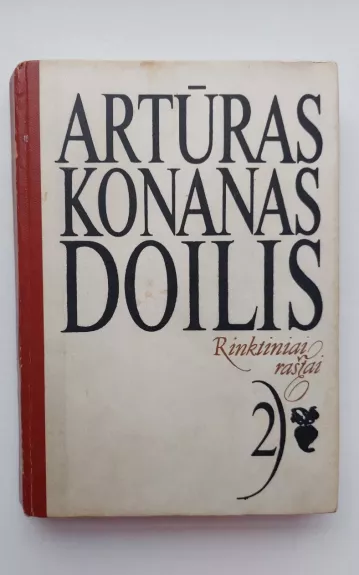 ARTŪRAS
KONANAS
DOILIS
Rinktiniai
raštai
2)